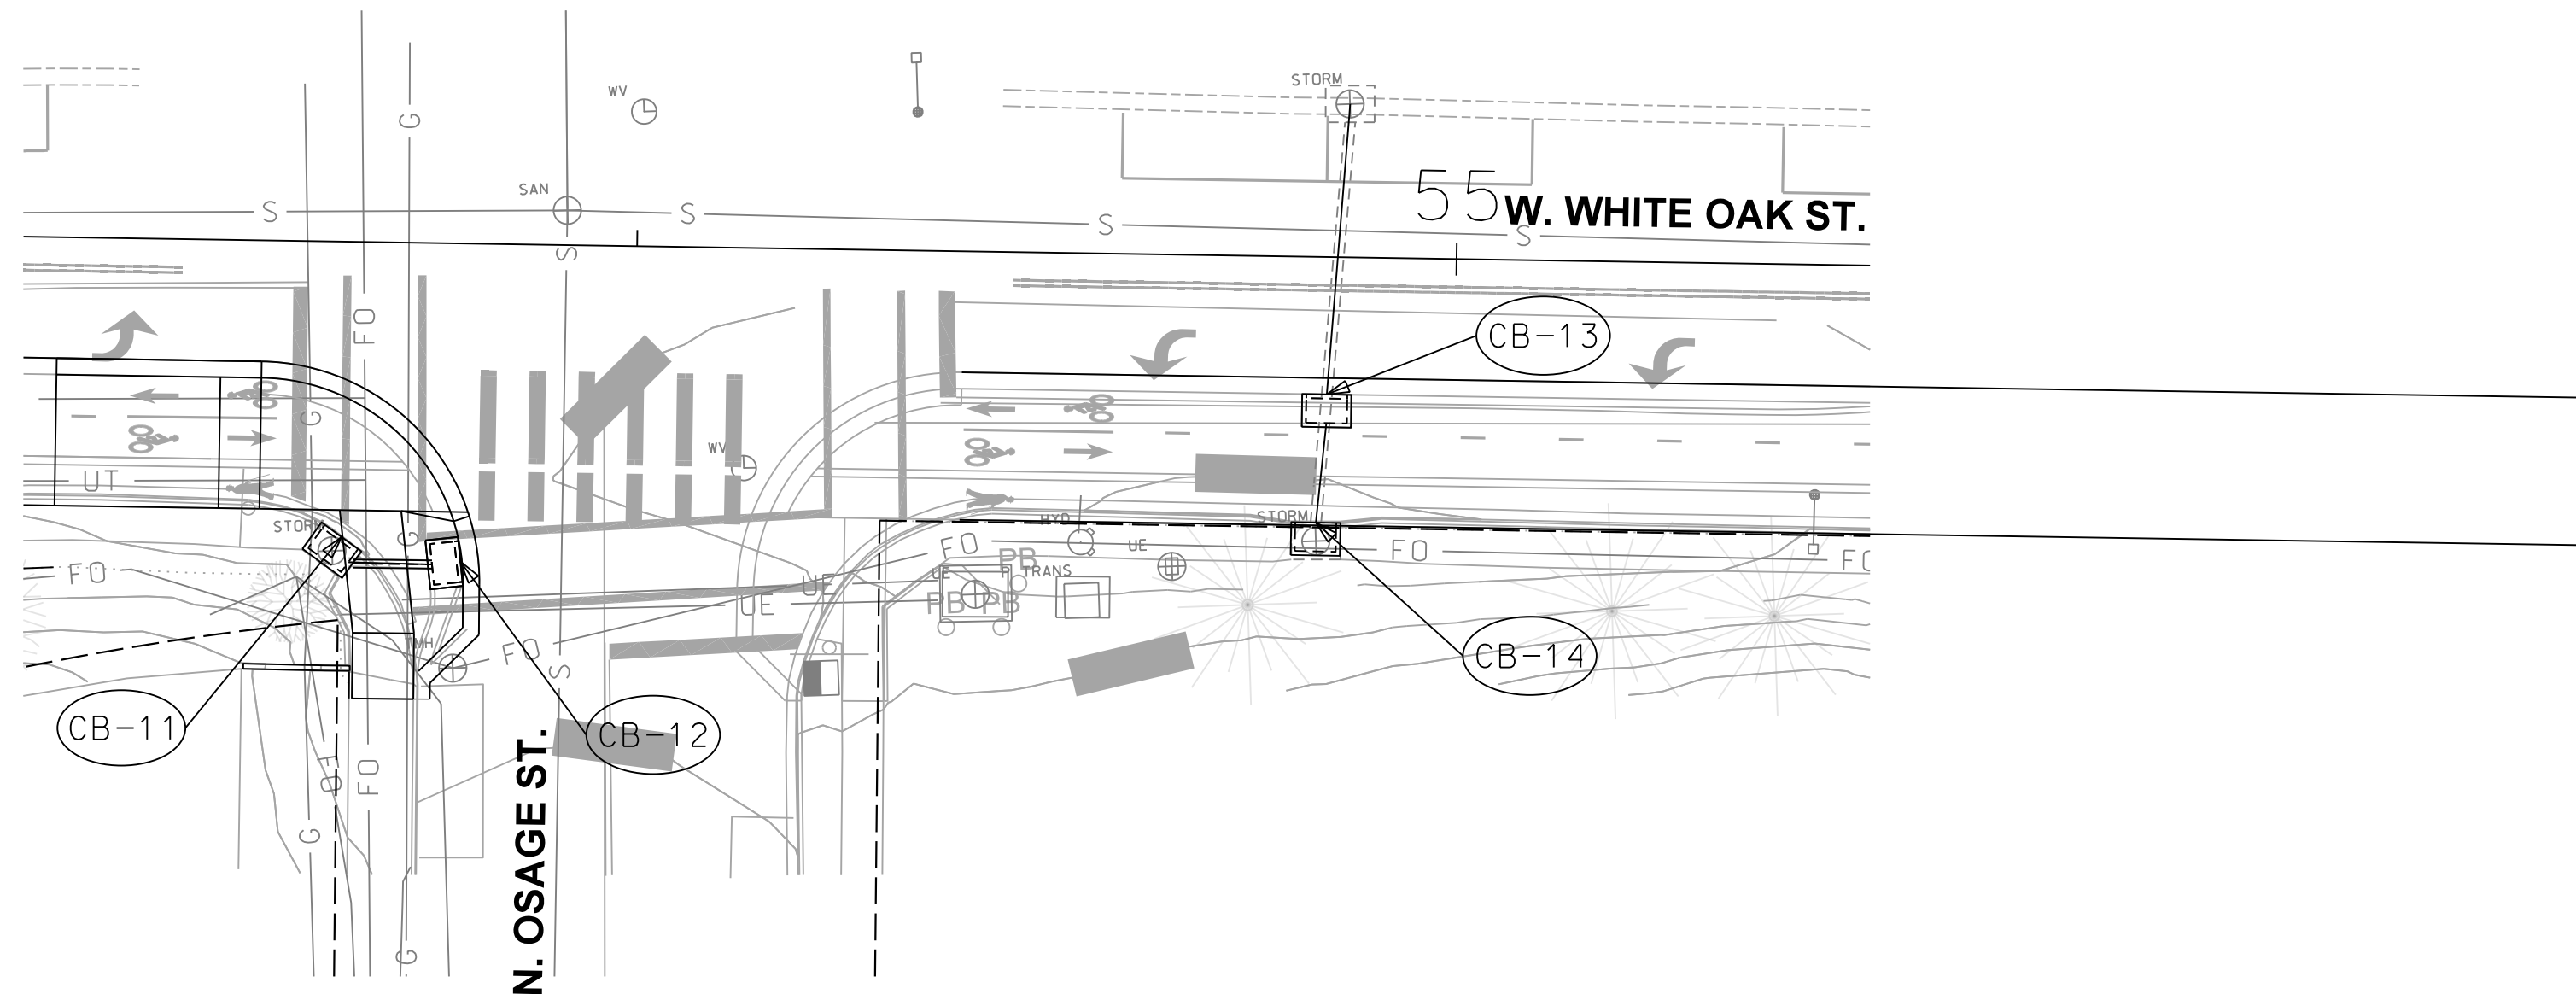 STORM
WV
G
SAN
S
S
S
55
W. WHITE OAK ST.
S
S
FO
CB-13
G
WV
UT
STORM
G
STORM
HYD
UE
FO
PB
FO
FO
FO
UE
TRANS
UE
UE
PB
PB
FO
S
CB-14
CB-11
CB-12
N. OSAGE ST.
FO
G
G